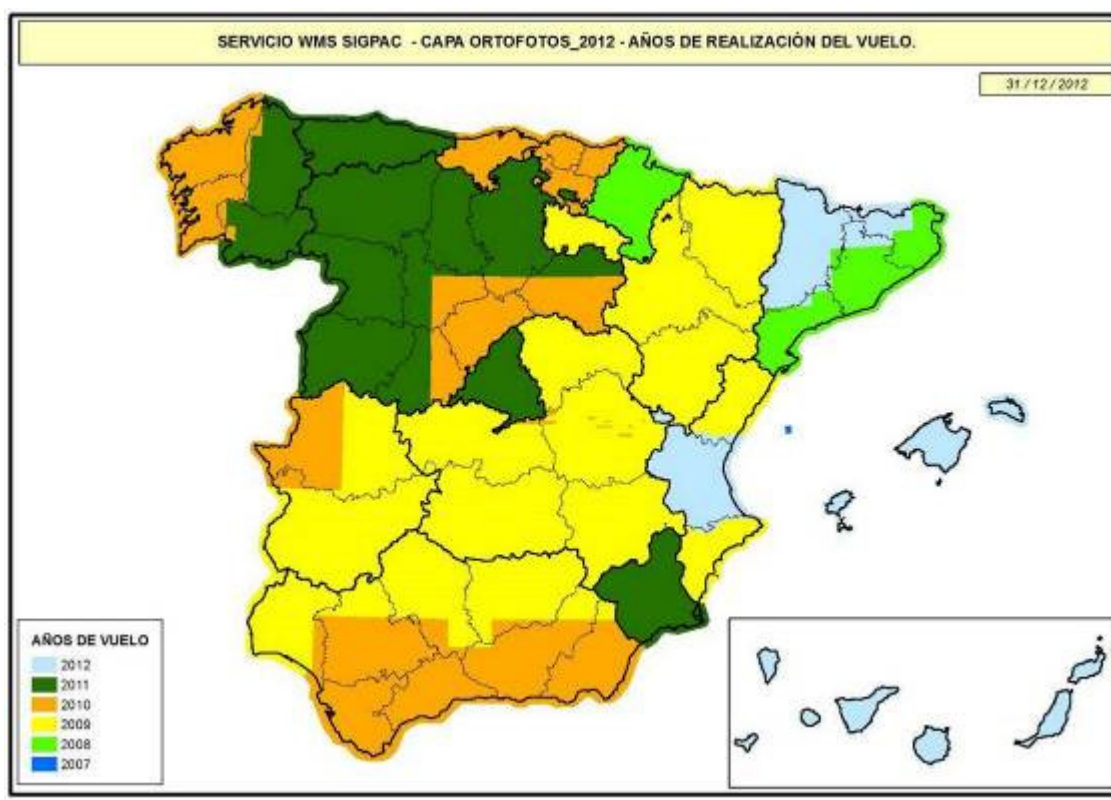 SERVICIO WMS SIGPAC - CAPA ORTOFOTOS_2012 - AÑOS DE REALIZACIÓN DEL VUELO.
31 / 12 / 2012
AÑOS DE VUELO
2012
2011
2010
2009
2008
2007